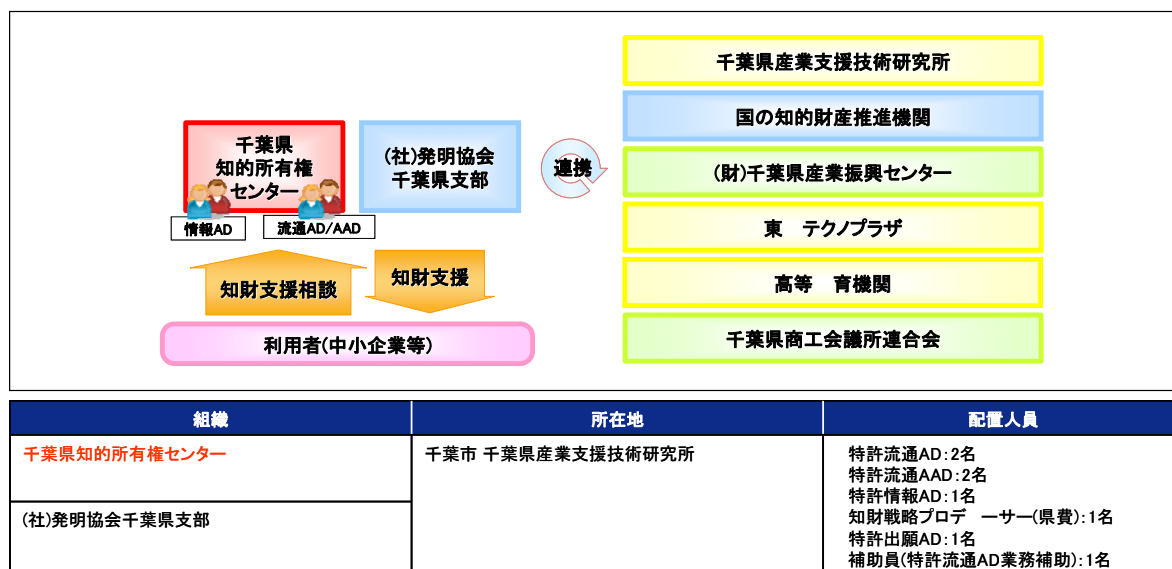 千葉県
知的所有権
センター
情報AD
流通AD/AAD
(社)発明協会
千葉県支部
連携
千葉県産業支援技術研究所
国の知的財産推進機関
(財)千葉県産業振興センター
東　テクノプラザ
高等　育機関
千葉県商工会議所連合会
知財支援相談
知財支援
利用者(中小企業等)
組織
所在地
配置人員
千葉県知的所有権センター
(社)発明協会千葉県支部
千葉市 千葉県産業支援技術研究所
特許流通AD:2名
特許流通AAD:2名
特許情報AD:1名
知財戦略プロデ　ーサー(県費):1名
特許出願AD:1名
補助員(特許流通AD業務補助):1名